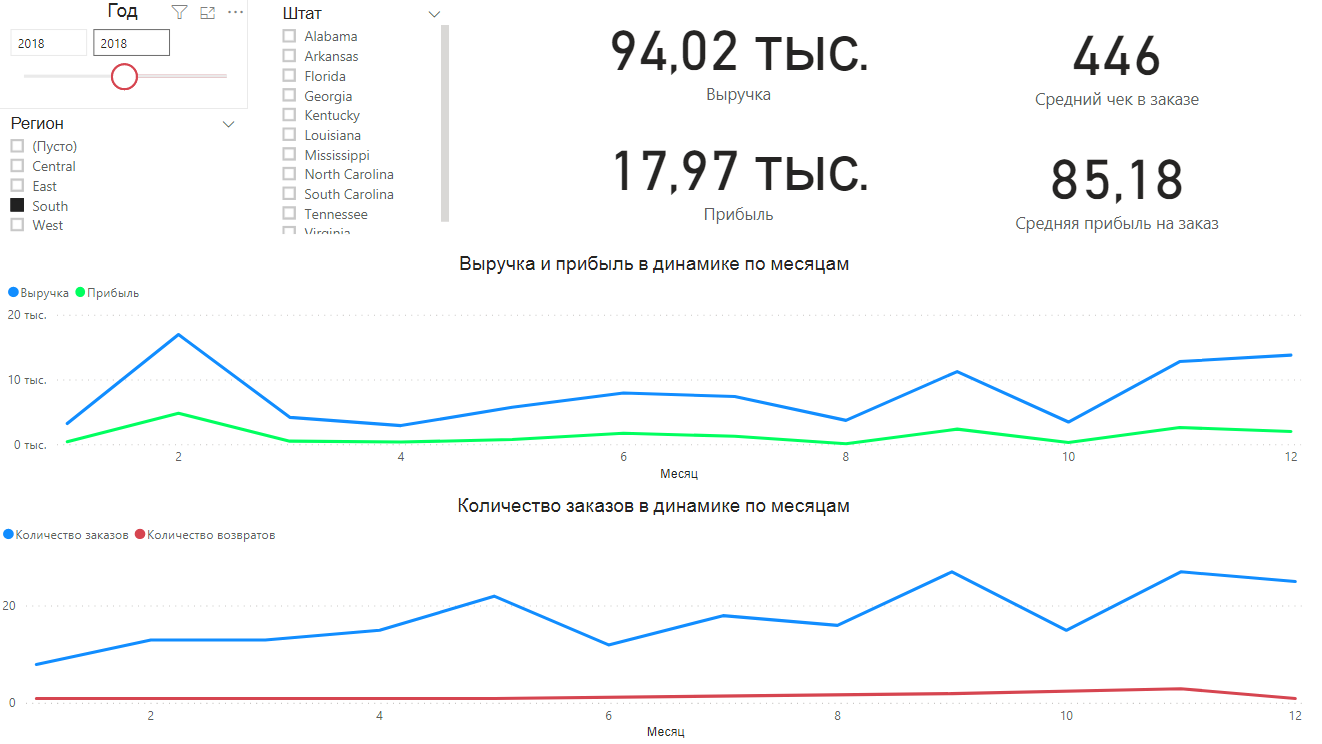 Год
2018 2018
Регион
(Пусто)
Central
East
South
West
Штат
Alabama
Arkansas
Florida
Georgia
Kentucky
Louisiana
Mississippi
North Carolina
South Carolina
Tennessee
Virginia
94,02 тыс.
Выручка
446
Средний чек в заказе
17,97 тыс.
Прибыль
85,18
Средняя прибыль на заказ
Выручка и прибыль в динамике по месяцам
Выручка Прибыль
20 тыс.
10 тыс.
0 тыс.
2 4 6 8 10 12
Месяц
Количество заказов в динамике по месяцам
Количество заказов Количество возвратов
20
0
2 4 6 8 10 12
Месяц